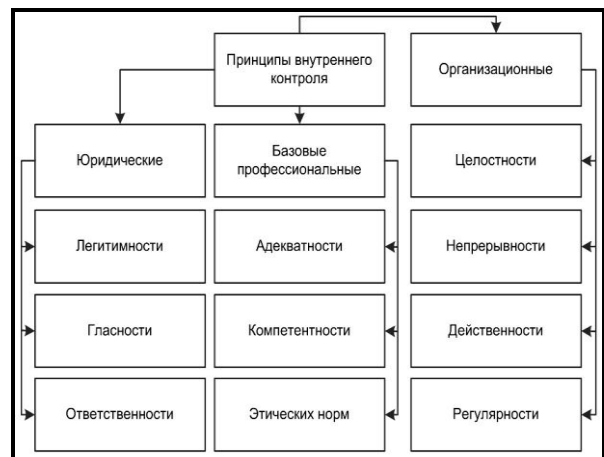 Принципы внутреннего
контроля
Организационные
Юридические
Базовые
профессиональные
Целостности
Легитимности
Адекватности
Непрерывности
Гласности
Компетентности
Действенности
Ответственности
Этических норм
Регулярности